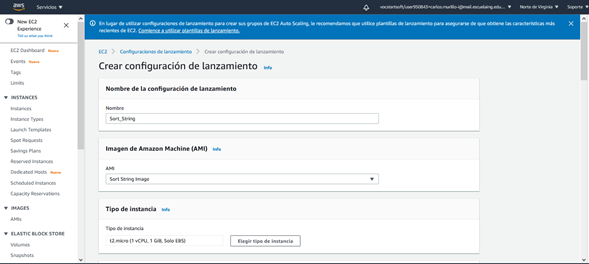 aws
Servicios
vocstartsoft/user950843=carlos.murillo-i@mail.escuelaing.edu....
Norte de Virginia
Soporte
New EC2
Experience
Tell us what you think
EC2 Dashboard Nuevo
Events Nuevo
Tags
Limits
INSTANCES
Instances
Instance Types
Launch Templates
Spot Requests
Savings Plans
Reserved Instances
Dedicated Hosts Nuevo
Scheduled Instances
Capacity Reservations
IMAGES
AMIs
ELASTIC BLOCK STORE
Volumes
Snapshots
En lugar de utilizar configuraciones de lanzamiento para crear sus grupos de EC2 Auto Scaling, le recomendamos que utilice plantillas de lanzamiento para asegurarse de que obtiene las características más
recientes de EC2. Comience a utilizar plantillas de lanzamiento.
EC2 > Configuraciones de lanzamiento > Crear configuración de lanzamiento
Crear configuración de lanzamiento Info
Nombre de la configuración de lanzamiento
Nombre
Sort_String
Imagen de Amazon Machine (AMI) Info
AMI
Sort String Image
Tipo de instancia Info
Tipo de instancia
t2.micro (1 vCPU, 1 GiB, Solo EBS)
Elegir tipo de instancia